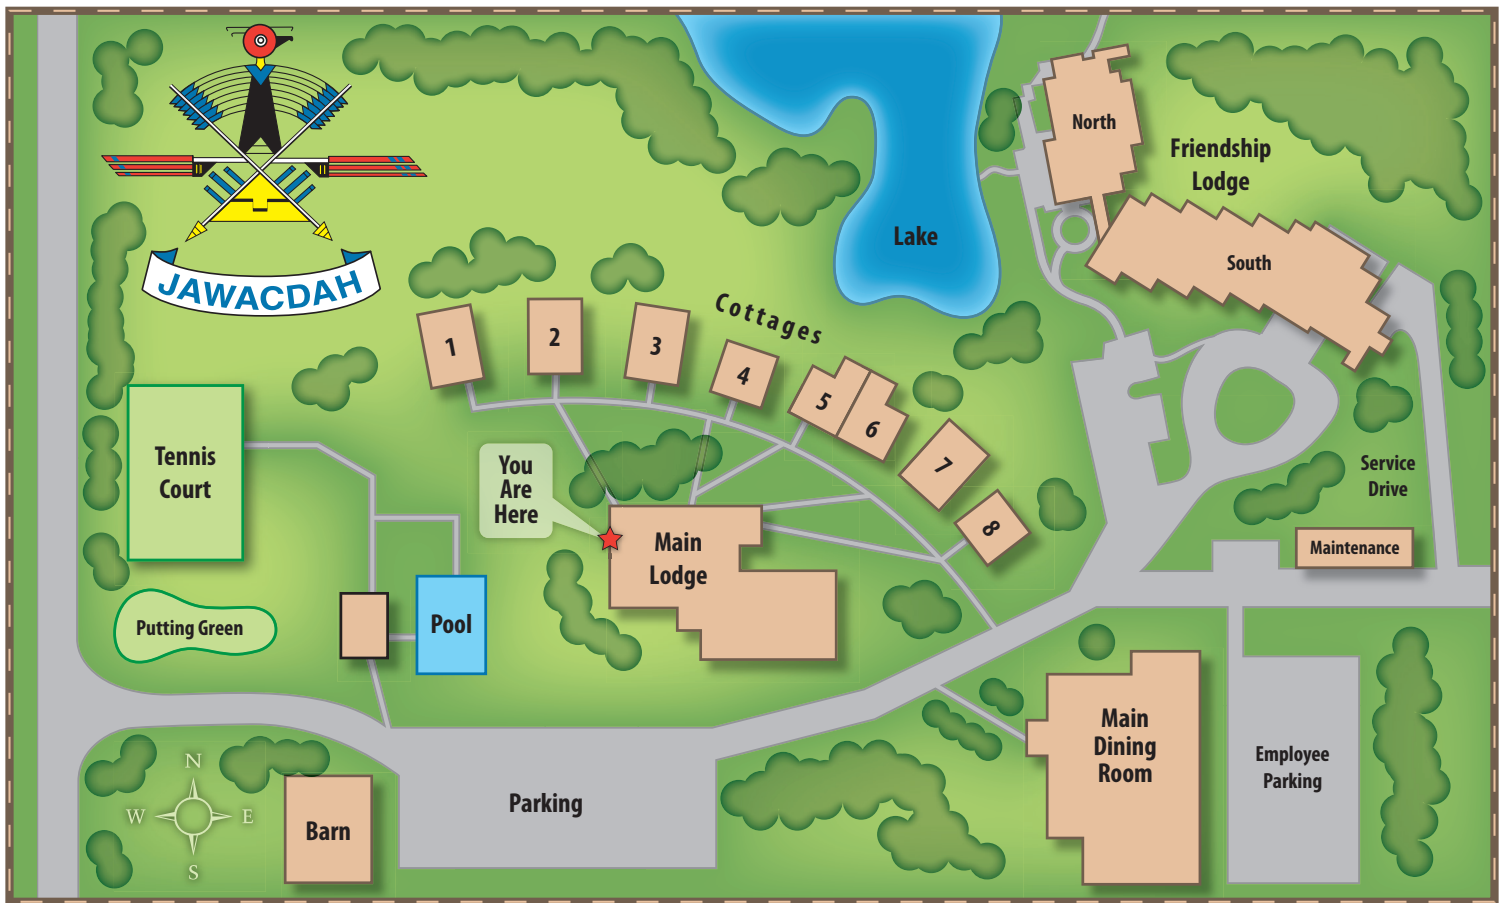 JAWACDAH
North
Friendship
Lodge
South
Lake
Cottages
1
2
3
4
5
6
7
8
Tennis
Court
You
Are
Here
Main
Lodge
Service
Drive
Maintenance
Putting Green
Pool
Main
Dining
Room
Employee
Parking
Parking
Barn
N
W
E
S